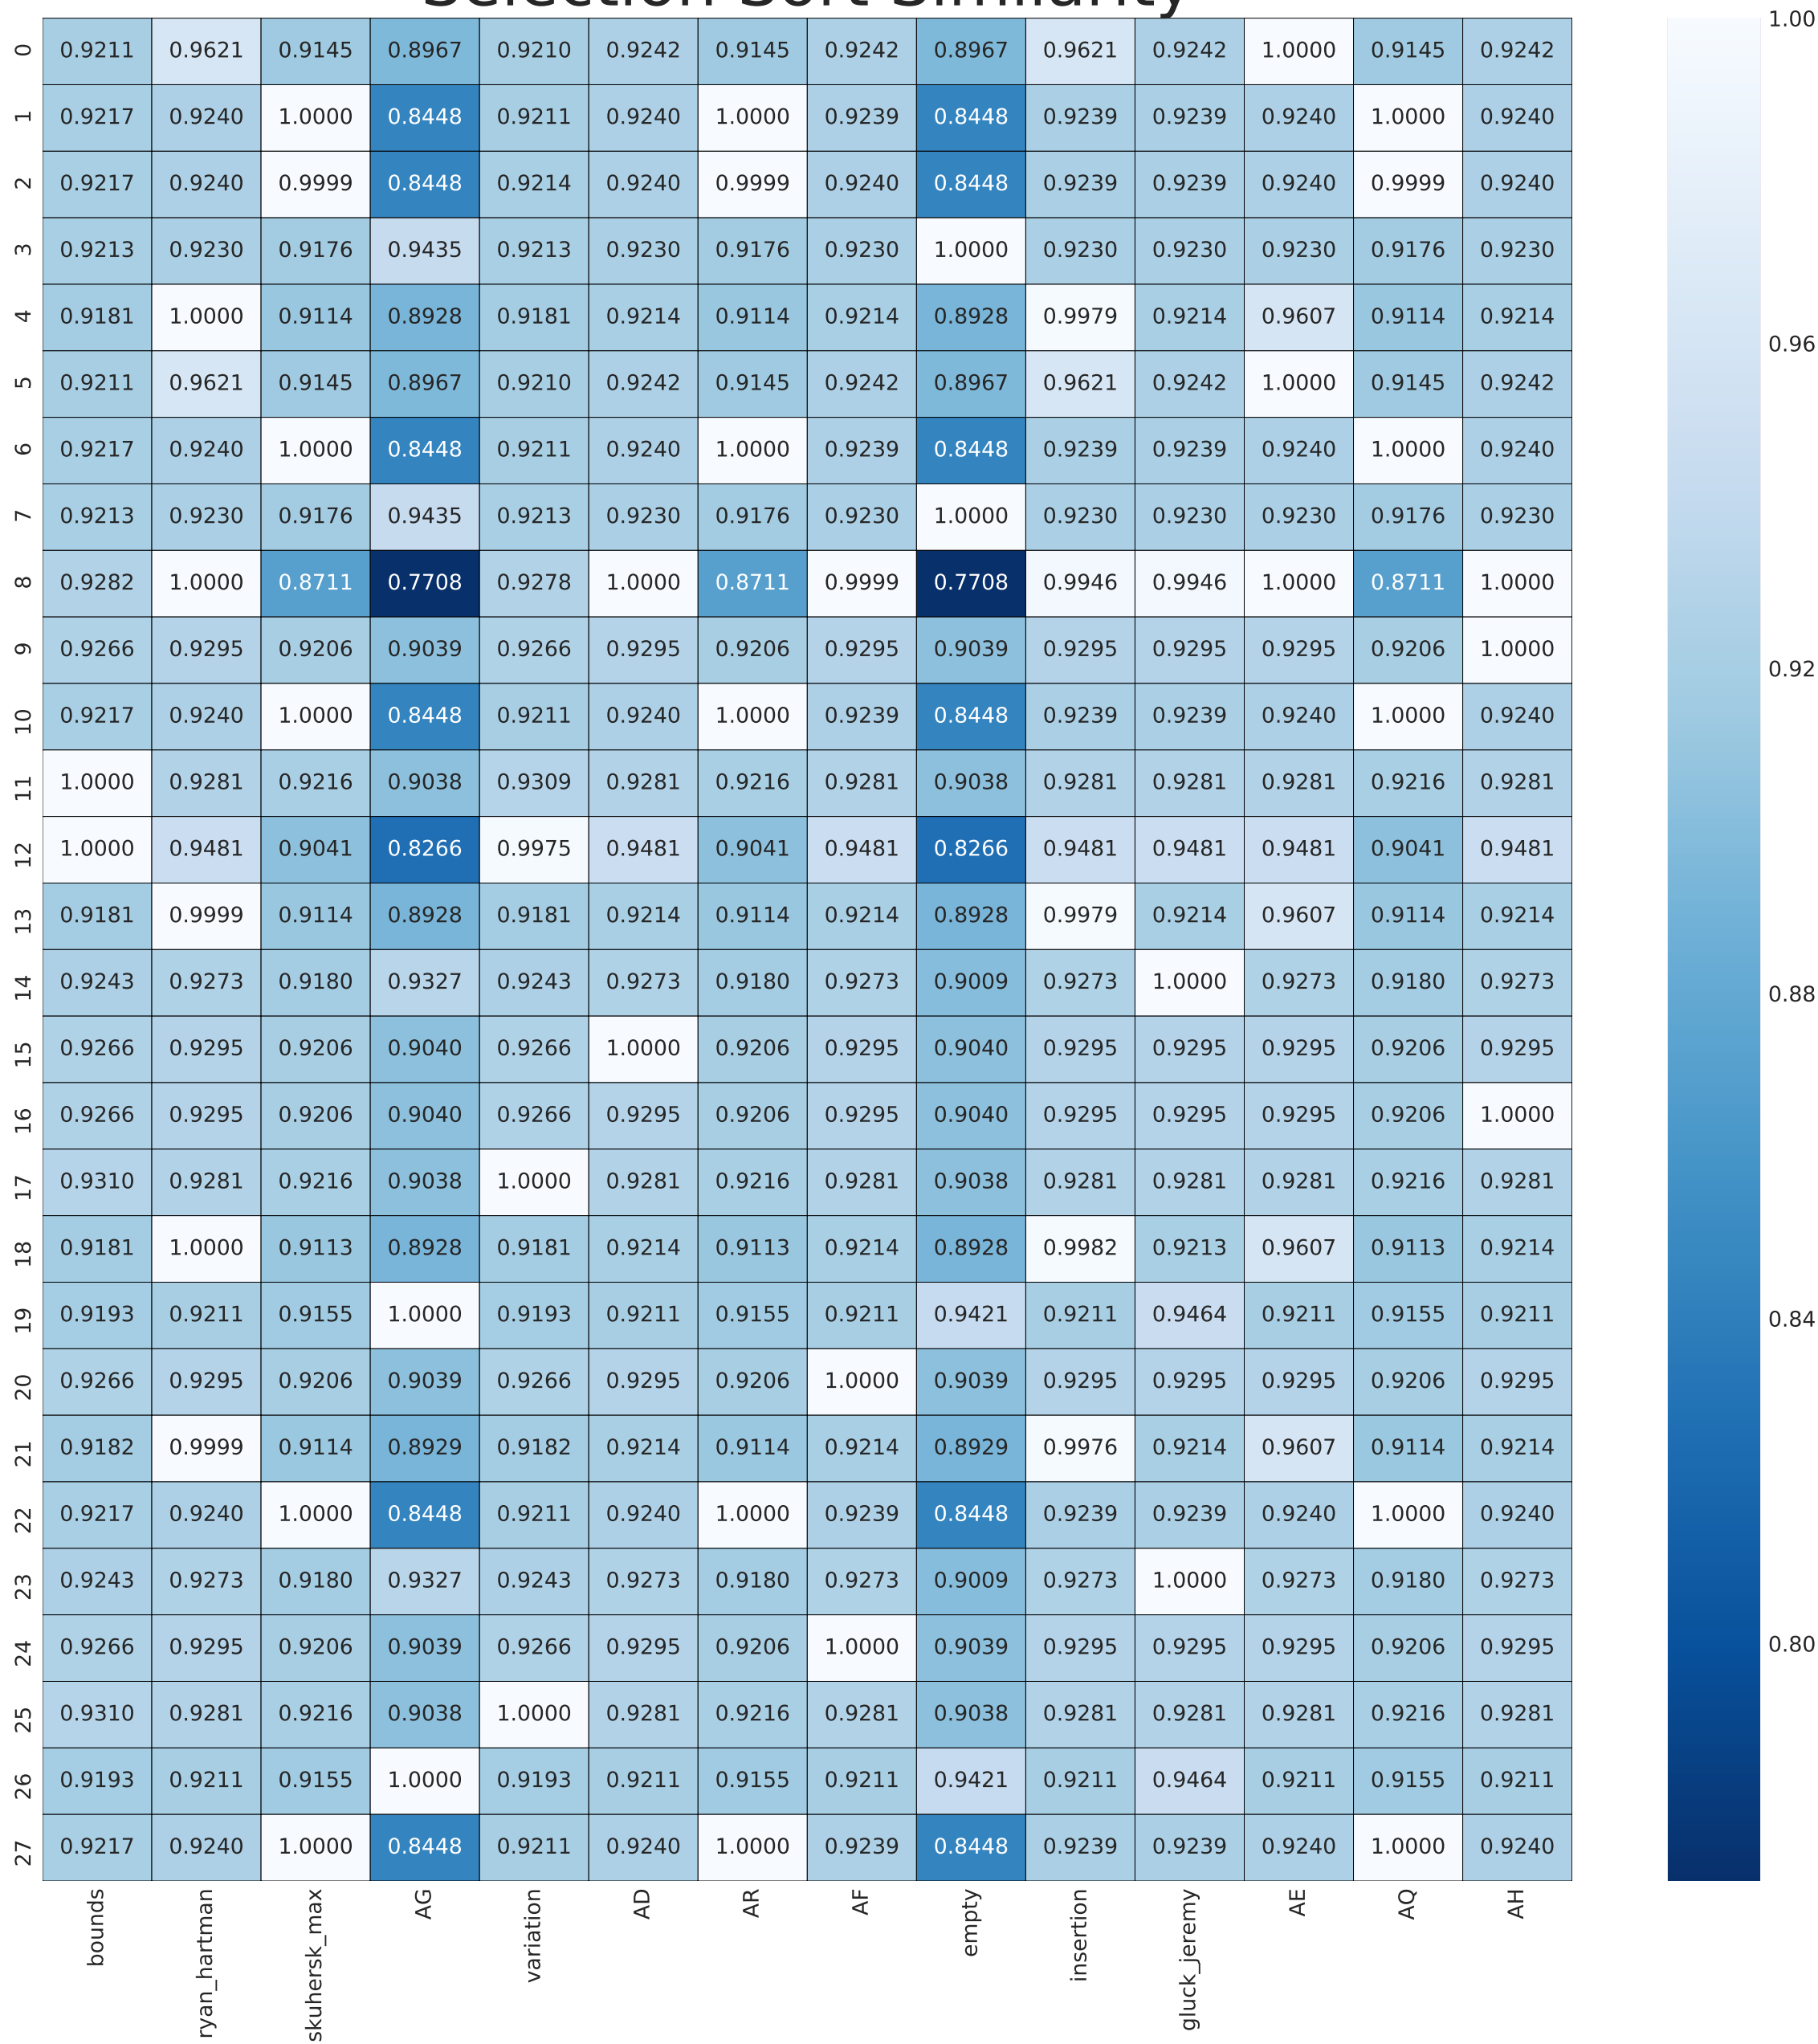 Selection Sort Similarity
0 0.9211 0.9621 0.9145 0.8967 0.9210 0.9242 0.9145 0.9242 0.8967 0.9621 0.9242 1.0000 0.9145 0.9242
1 0.9217 0.9240 1.0000 0.8448 0.9211 0.9240 1.0000 0.9239 0.8448 0.9239 0.9239 0.9240 1.0000 0.9240
2 0.9217 0.9240 0.9999 0.8448 0.9214 0.9240 0.9999 0.9240 0.8448 0.9239 0.9239 0.9240 0.9999 0.9240
3 0.9213 0.9230 0.9176 0.9435 0.9213 0.9230 0.9176 0.9230 1.0000 0.9230 0.9230 0.9230 0.9176 0.9230
4 0.9181 1.0000 0.9114 0.8928 0.9181 0.9214 0.9114 0.9214 0.8928 0.9979 0.9214 0.9607 0.9114 0.9214
5 0.9211 0.9621 0.9145 0.8967 0.9210 0.9242 0.9145 0.9242 0.8967 0.9621 0.9242 1.0000 0.9145 0.9242
6 0.9217 0.9240 1.0000 0.8448 0.9211 0.9240 1.0000 0.9239 0.8448 0.9239 0.9239 0.9240 1.0000 0.9240
7 0.9213 0.9230 0.9176 0.9435 0.9213 0.9230 0.9176 0.9230 1.0000 0.9230 0.9230 0.9230 0.9176 0.9230
8 0.9282 1.0000 0.8711 0.7708 0.9278 1.0000 0.8711 0.9999 0.7708 0.9946 0.9946 1.0000 0.8711 1.0000
9 0.9266 0.9295 0.9206 0.9039 0.9266 0.9295 0.9206 0.9295 0.9039 0.9295 0.9295 0.9295 0.9206 1.0000
10 0.9217 0.9240 1.0000 0.8448 0.9211 0.9240 1.0000 0.9239 0.8448 0.9239 0.9239 0.9240 1.0000 0.9240
11 1.0000 0.9281 0.9216 0.9038 0.9309 0.9281 0.9216 0.9281 0.9038 0.9281 0.9281 0.9281 0.9216 0.9281
12 1.0000 0.9481 0.9041 0.8266 0.9975 0.9481 0.9041 0.9481 0.8266 0.9481 0.9481 0.9481 0.9041 0.9481
13 0.9181 0.9999 0.9114 0.8928 0.9181 0.9214 0.9114 0.9214 0.8928 0.9979 0.9214 0.9607 0.9114 0.9214
14 0.9243 0.9273 0.9180 0.9327 0.9243 0.9273 0.9180 0.9273 0.9009 0.9273 1.0000 0.9273 0.9180 0.9273
15 0.9266 0.9295 0.9206 0.9040 0.9266 1.0000 0.9206 0.9295 0.9040 0.9295 0.9295 0.9295 0.9206 0.9295
16 0.9266 0.9295 0.9206 0.9040 0.9266 0.9295 0.9206 0.9295 0.9040 0.9295 0.9295 0.9295 0.9206 1.0000
17 0.9310 0.9281 0.9216 0.9038 1.0000 0.9281 0.9216 0.9281 0.9038 0.9281 0.9281 0.9281 0.9216 0.9281
18 0.9181 1.0000 0.9113 0.8928 0.9181 0.9214 0.9113 0.9214 0.8928 0.9982 0.9213 0.9607 0.9113 0.9214
19 0.9193 0.9211 0.9155 1.0000 0.9193 0.9211 0.9155 0.9211 0.9421 0.9211 0.9464 0.9211 0.9155 0.9211
20 0.9266 0.9295 0.9206 0.9039 0.9266 0.9295 0.9206 1.0000 0.9039 0.9295 0.9295 0.9295 0.9206 0.9295
21 0.9182 0.9999 0.9114 0.8929 0.9182 0.9214 0.9114 0.9214 0.8929 0.9976 0.9214 0.9607 0.9114 0.9214
22 0.9217 0.9240 1.0000 0.8448 0.9211 0.9240 1.0000 0.9239 0.8448 0.9239 0.9239 0.9240 1.0000 0.9240
23 0.9243 0.9273 0.9180 0.9327 0.9243 0.9273 0.9180 0.9273 0.9009 0.9273 1.0000 0.9273 0.9180 0.9273
24 0.9266 0.9295 0.9206 0.9039 0.9266 0.9295 0.9206 1.0000 0.9039 0.9295 0.9295 0.9295 0.9206 0.9295
25 0.9310 0.9281 0.9216 0.9038 1.0000 0.9281 0.9216 0.9281 0.9038 0.9281 0.9281 0.9281 0.9216 0.9281
26 0.9193 0.9211 0.9155 1.0000 0.9193 0.9211 0.9155 0.9211 0.9421 0.9211 0.9464 0.9211 0.9155 0.9211
27 0.9217 0.9240 1.0000 0.8448 0.9211 0.9240 1.0000 0.9239 0.8448 0.9239 0.9239 0.9240 1.0000 0.9240
bounds
ryan_hartman
skuhersk_max
AG
variation
AD
AR
AF
empty
insertion
gluck_jeremy
AE
AQ
AH
1.00
0.96
0.92
0.88
0.84
0.80